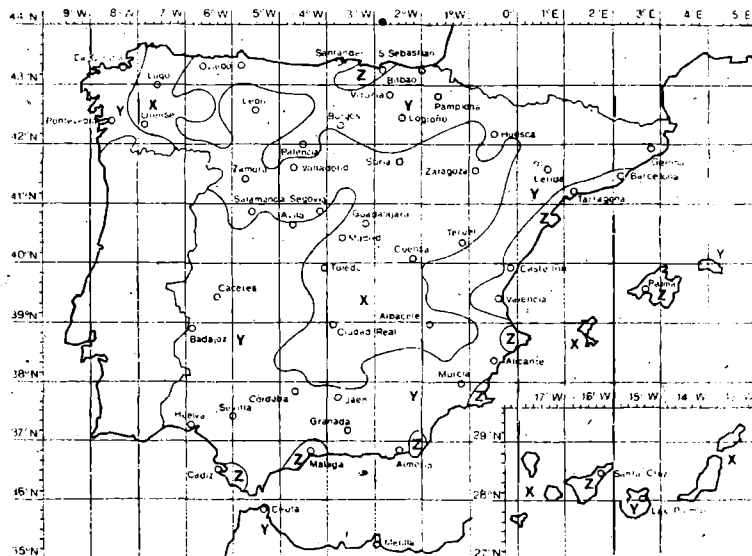 9° W 8° W 7° W 6° W 5° W 4° W 3° W 2° W 1° W 0° 1° E 2° E 3° E 4° E
44° N
Santander S. Sebastian
Oviedo
Z
43° N
Lugo
Bilbao
Vitoria
Pamplona
Y X Leon Y
Burgos Logroño
Pontevedra Orense
42° N
Huesca
Palencia
Gerona
Zamora Valladolid Soria
Zaragoza Lerida Barcelona
41° N
Y
Salamanca Segovia
Tarragona
Avila Guadalajara
Z
Madrid Teruel
40° N
Cuenca
Toledo Castellon
Y
Z
Palma
Z
Caceres
X Valencia
39° N
Albacete
Badajoz Y Ciudad Real Z X
Alicante
38° N
Murcia
Cordoba Jaen Y Z
17° W 16° W 15° W 14° W
Huelva Sevilla
Granada
37° N
29° N
Z Z
Cadiz Z Malaga Almeria
X
Santa Cruz
X Z
36° N
28° N
Y Las Palmas
Ceuta
Y
Melilla
35° N
27° N